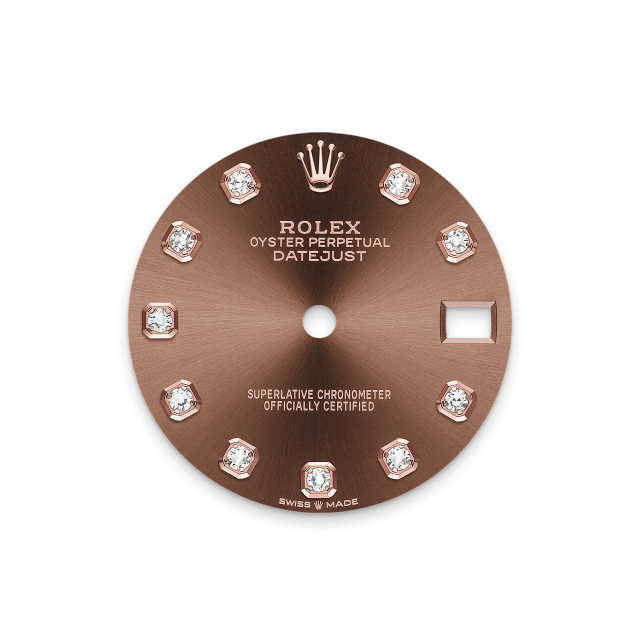 ROLEX
OYSTER PERPETUAL
DATEJUST
SUPERLATIVE CHRONOMETER
OFFICIALLY CERTIFIED
SWISS MADE